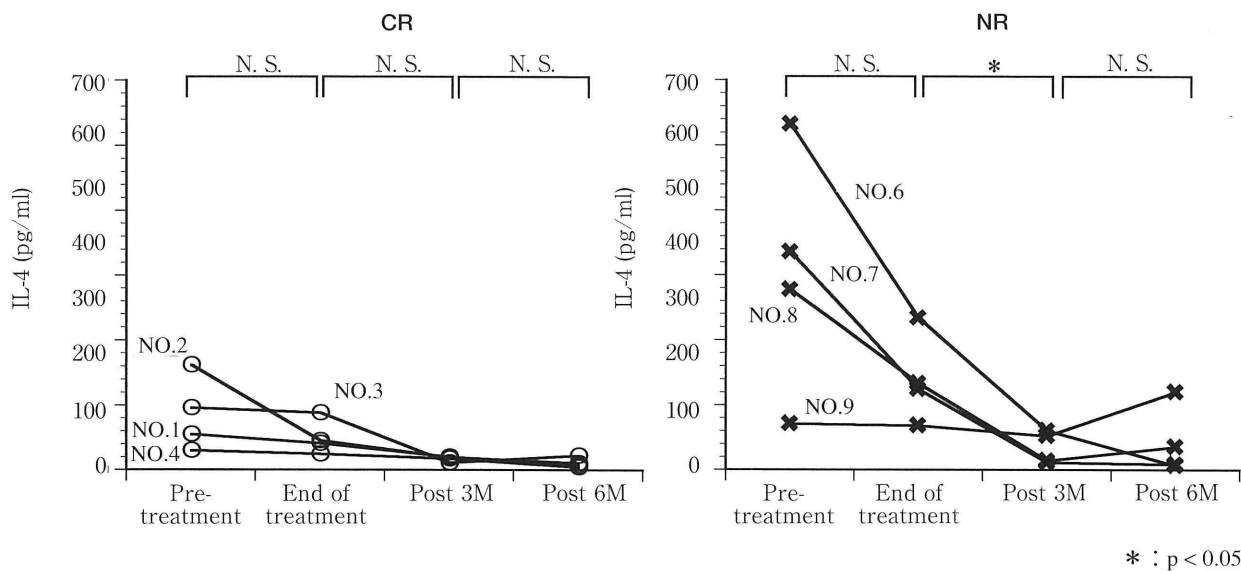 CR
N. S.
N. S.
N. S.
700
600
500
400
300
200
100
0
IL-4 (pg/ml)
NO.2
NO.3
NO.1
NO.4
Pre-
treatment
End of
treatment
Post 3M
Post 6M
NR
N. S.
*
N. S.
700
600
500
400
300
200
100
0
IL-4 (pg/ml)
NO.6
NO.7
NO.8
NO.9
Pre-
treatment
End of
treatment
Post 3M
Post 6M
* : p < 0.05